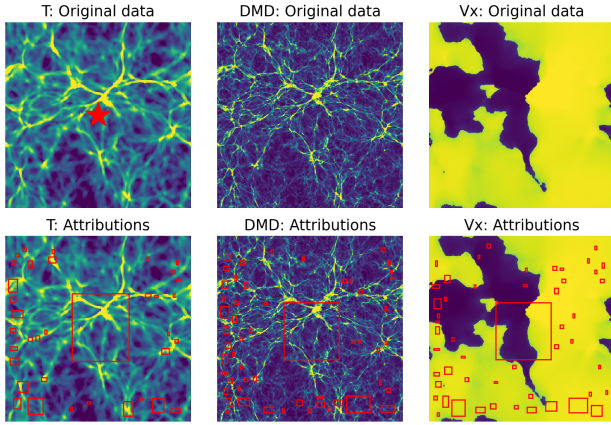 T: Original data
DMD: Original data
Vx: Original data
T: Attributions
DMD: Attributions
Vx: Attributions